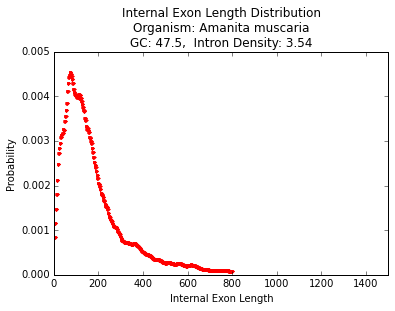 Internal Exon Length Distribution
Organism: Amanita muscaria
GC: 47.5,  Intron Density: 3.54
0.005
0.004
0.003
0.002
0.001
0.000
Probability
0
200
400
600
800
1000
1200
1400
Internal Exon Length